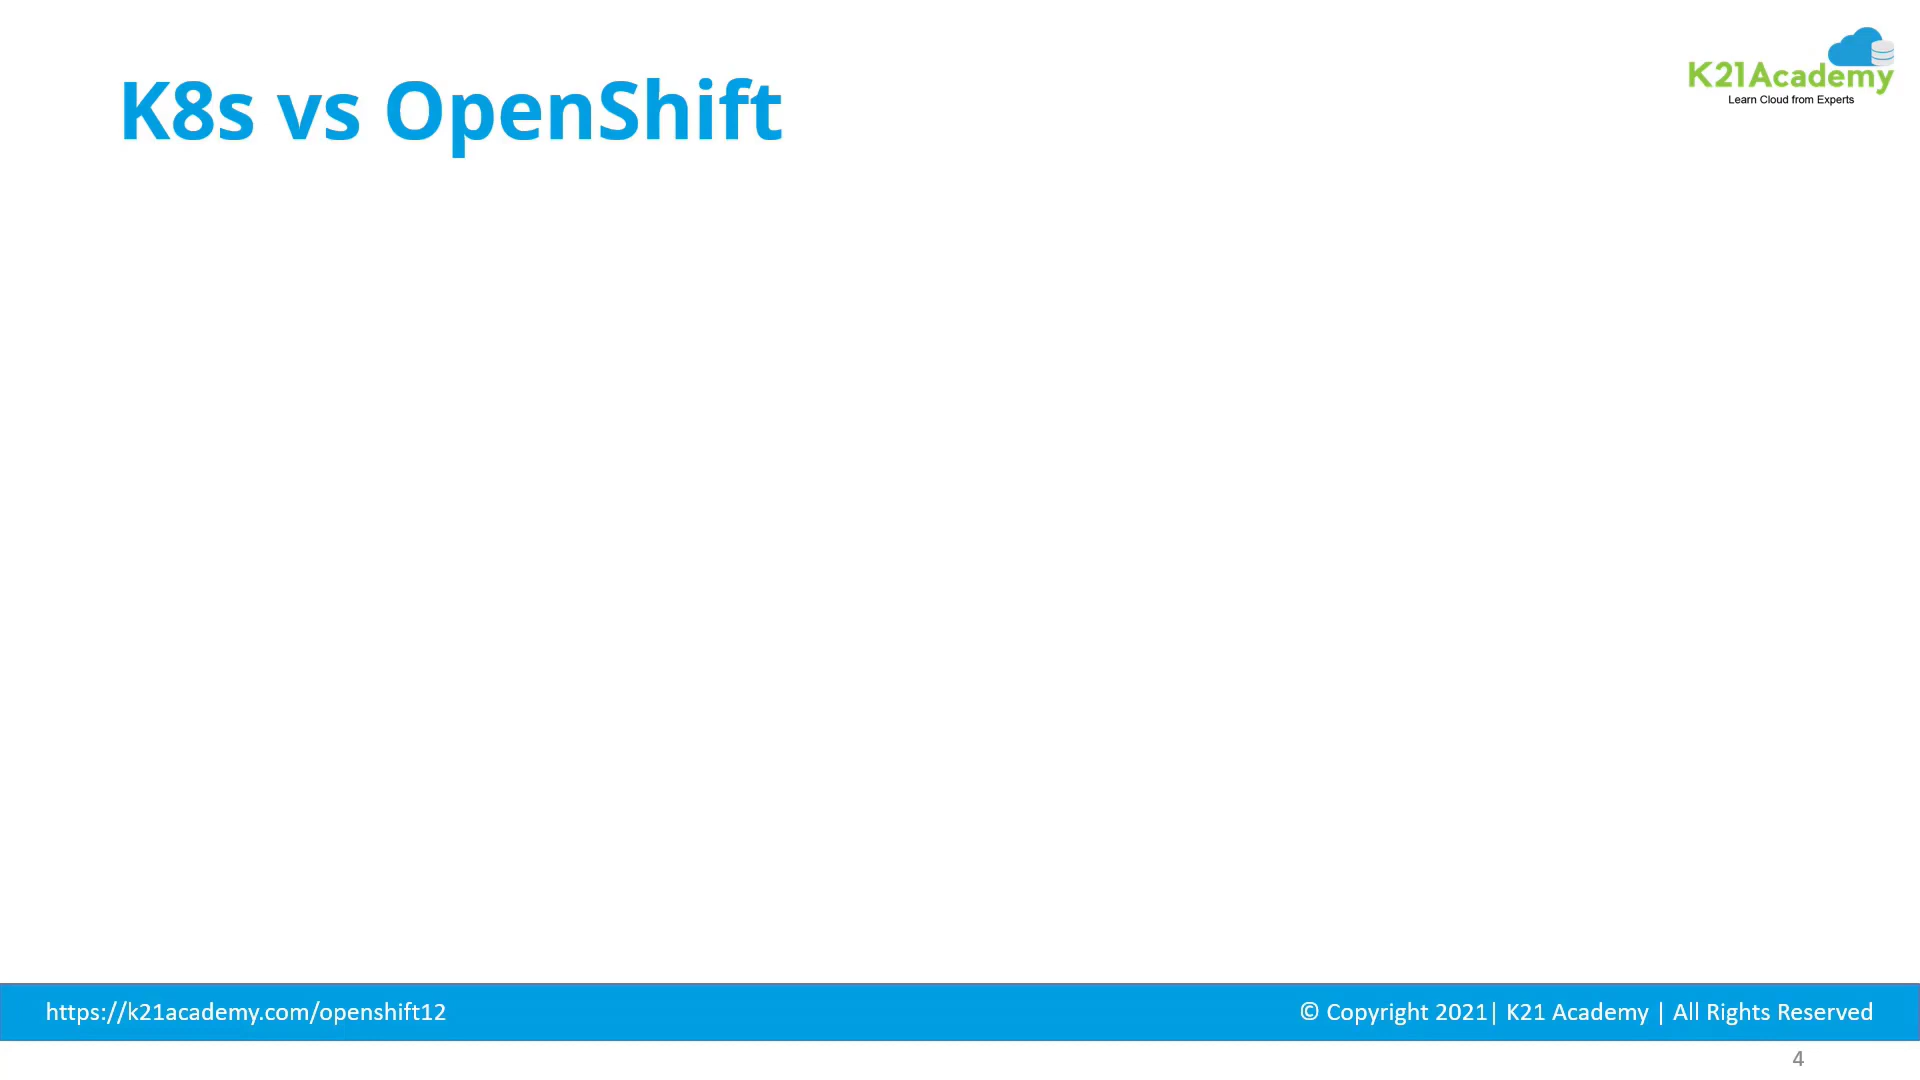 K8s vs OpenShift
K21Academy
Learn Cloud from Experts
https://k21academy.com/openshift12
© Copyright 2021| K21 Academy | All Rights Reserved
4